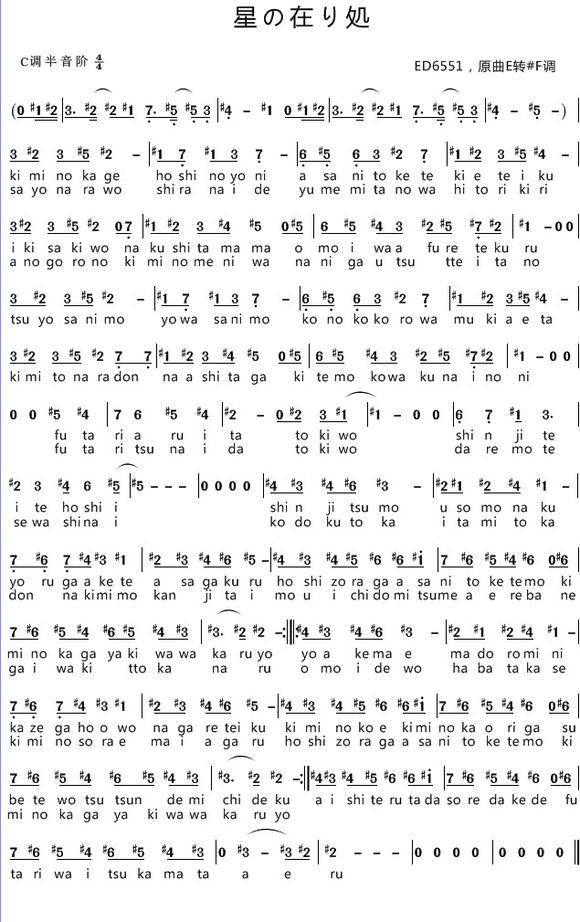 星の在り処
C调半音阶 4/4
ED6551，原曲E转#F调
(0 #1 #2 | 3. #2 #2 #1 7. #5 #5 3 | #4 – #1 0 #1 #2 | 3. #2 #2 #1 7. #5 #5 3 | #4 – #5 –) |
3 #2 3 #5 #2 – | #1 7 #1 3 7 – | 6 #5 6 3 #2 7 | #1 #2 3 #5 #4 – |
ki mi no ka ge ho shi no yo ni a sa ni to ke te ki e te i ku
sa yo na ra wo shi ra na i de yu me mi ta no wa hi to ri ki ri
3 #2 3 #5 #2 0 7 | #1 #2 3 #4 #5 0 #5 | 6 #5 #4 3 #2 #5 #7 #2 | #1 – 0 0 |
i ki sa ki wo na ku shi ta ma ma o mo i wa a fu re te ku ru
a no go ro no ki mi no me ni wa na ni ga u tsu tte i ta no
3 #2 3 #5 #2 – | #1 7 #1 3 7 – | 6 #5 6 3 #2 7 | #1 #2 3 #5 #4 – |
tsu yo sa ni mo yo wa sa ni mo ko no ko ko ro wa mu ki a e ta
3 #2 3 #5 #2 7 7 | #1 #2 3 #4 #5 0 #5 | 6 #5 #4 3 #2 #5 #7 #2 | #1 – 0 0 |
ki mi to na ra don na a shi ta ga ki te mo ko wa ku na i no ni
0 0 #5 #4 | 7 6 #5 #4 | #2 – 0 #2 3 #1 | #1 – 0 0 | 6 7 #1 3. |
fu ta ri a ru i ta to ki wo shi n ji te
fu ta ri tsu na i da to ki wo da re mo te
#2 3 #4 6 #5 | #5 – – – | 0 0 0 0 | #4 #3 #4 #6 #3 – | #2 #1 #2 #4 #1 – |
i te ho shi i shi n ji tsu mo u so mo na ku
se wa shi na i ko do ku to ka i ta mi to ka
7 #6 7 #4 #3 #1 | #2 #3 #4 #6 #5 – | #4 #3 #4 #5 #6 #6 #i | 7 #6 #5 #4 #6 0 #6 |
yo ru ga a ke te a sa ga ku ru ho shi zo ra ga a sa ni to ke te mo ki
don na ki mi mo kan ji ta i mo u i chi do mi tsu me a e re ba ne
7 #6 #5 #4 #6 #5 #4 #3 | #3. #2 #2 – :||: #4 #3 #4 #6 #3 – | #2 #1 #2 #4 #1 – |
mi no ka ga ya ki wa wa ka ru yo yo a ke ma e ma do ro mi ni
ga i wa ki tto ka na ru o mo i de wo ha ba ta ka se
7 #6 7 #4 #3 #1 | #2 #3 #4 #6 #5 – | #4 #3 #4 #5 #6 #6 #i | 7 #6 #5 #4 #6 0 #6 |
ka ze ga ho o wo na ga re tei ku ki mi no ko e ki mi no ka o ri ga su
ki mi no so ra e ma i a ga ru ho shi zo ra ga a sa ni to ke te mo ki
7 #6 #5 #4 #6 #5 #4 #3 | #3. #2 #2 – :|| #4 #3 #4 #5 #6 #6 #i | 7 #6 #5 #4 #6 0 #6 |
be te wo tsu tsun de mi chi de ku a i shi te ru ta da so re da ke de fu
mi no ka ga ya ki wa wa ka ru yo
7 #6 #5 #4 #6 #5 #4 #3 | 0 #3 – #3 #2 | #2 – – – | 0 0 0 0 | 0 0 0 0 ||
ta ri wa i tsu ka ma ta a e ru